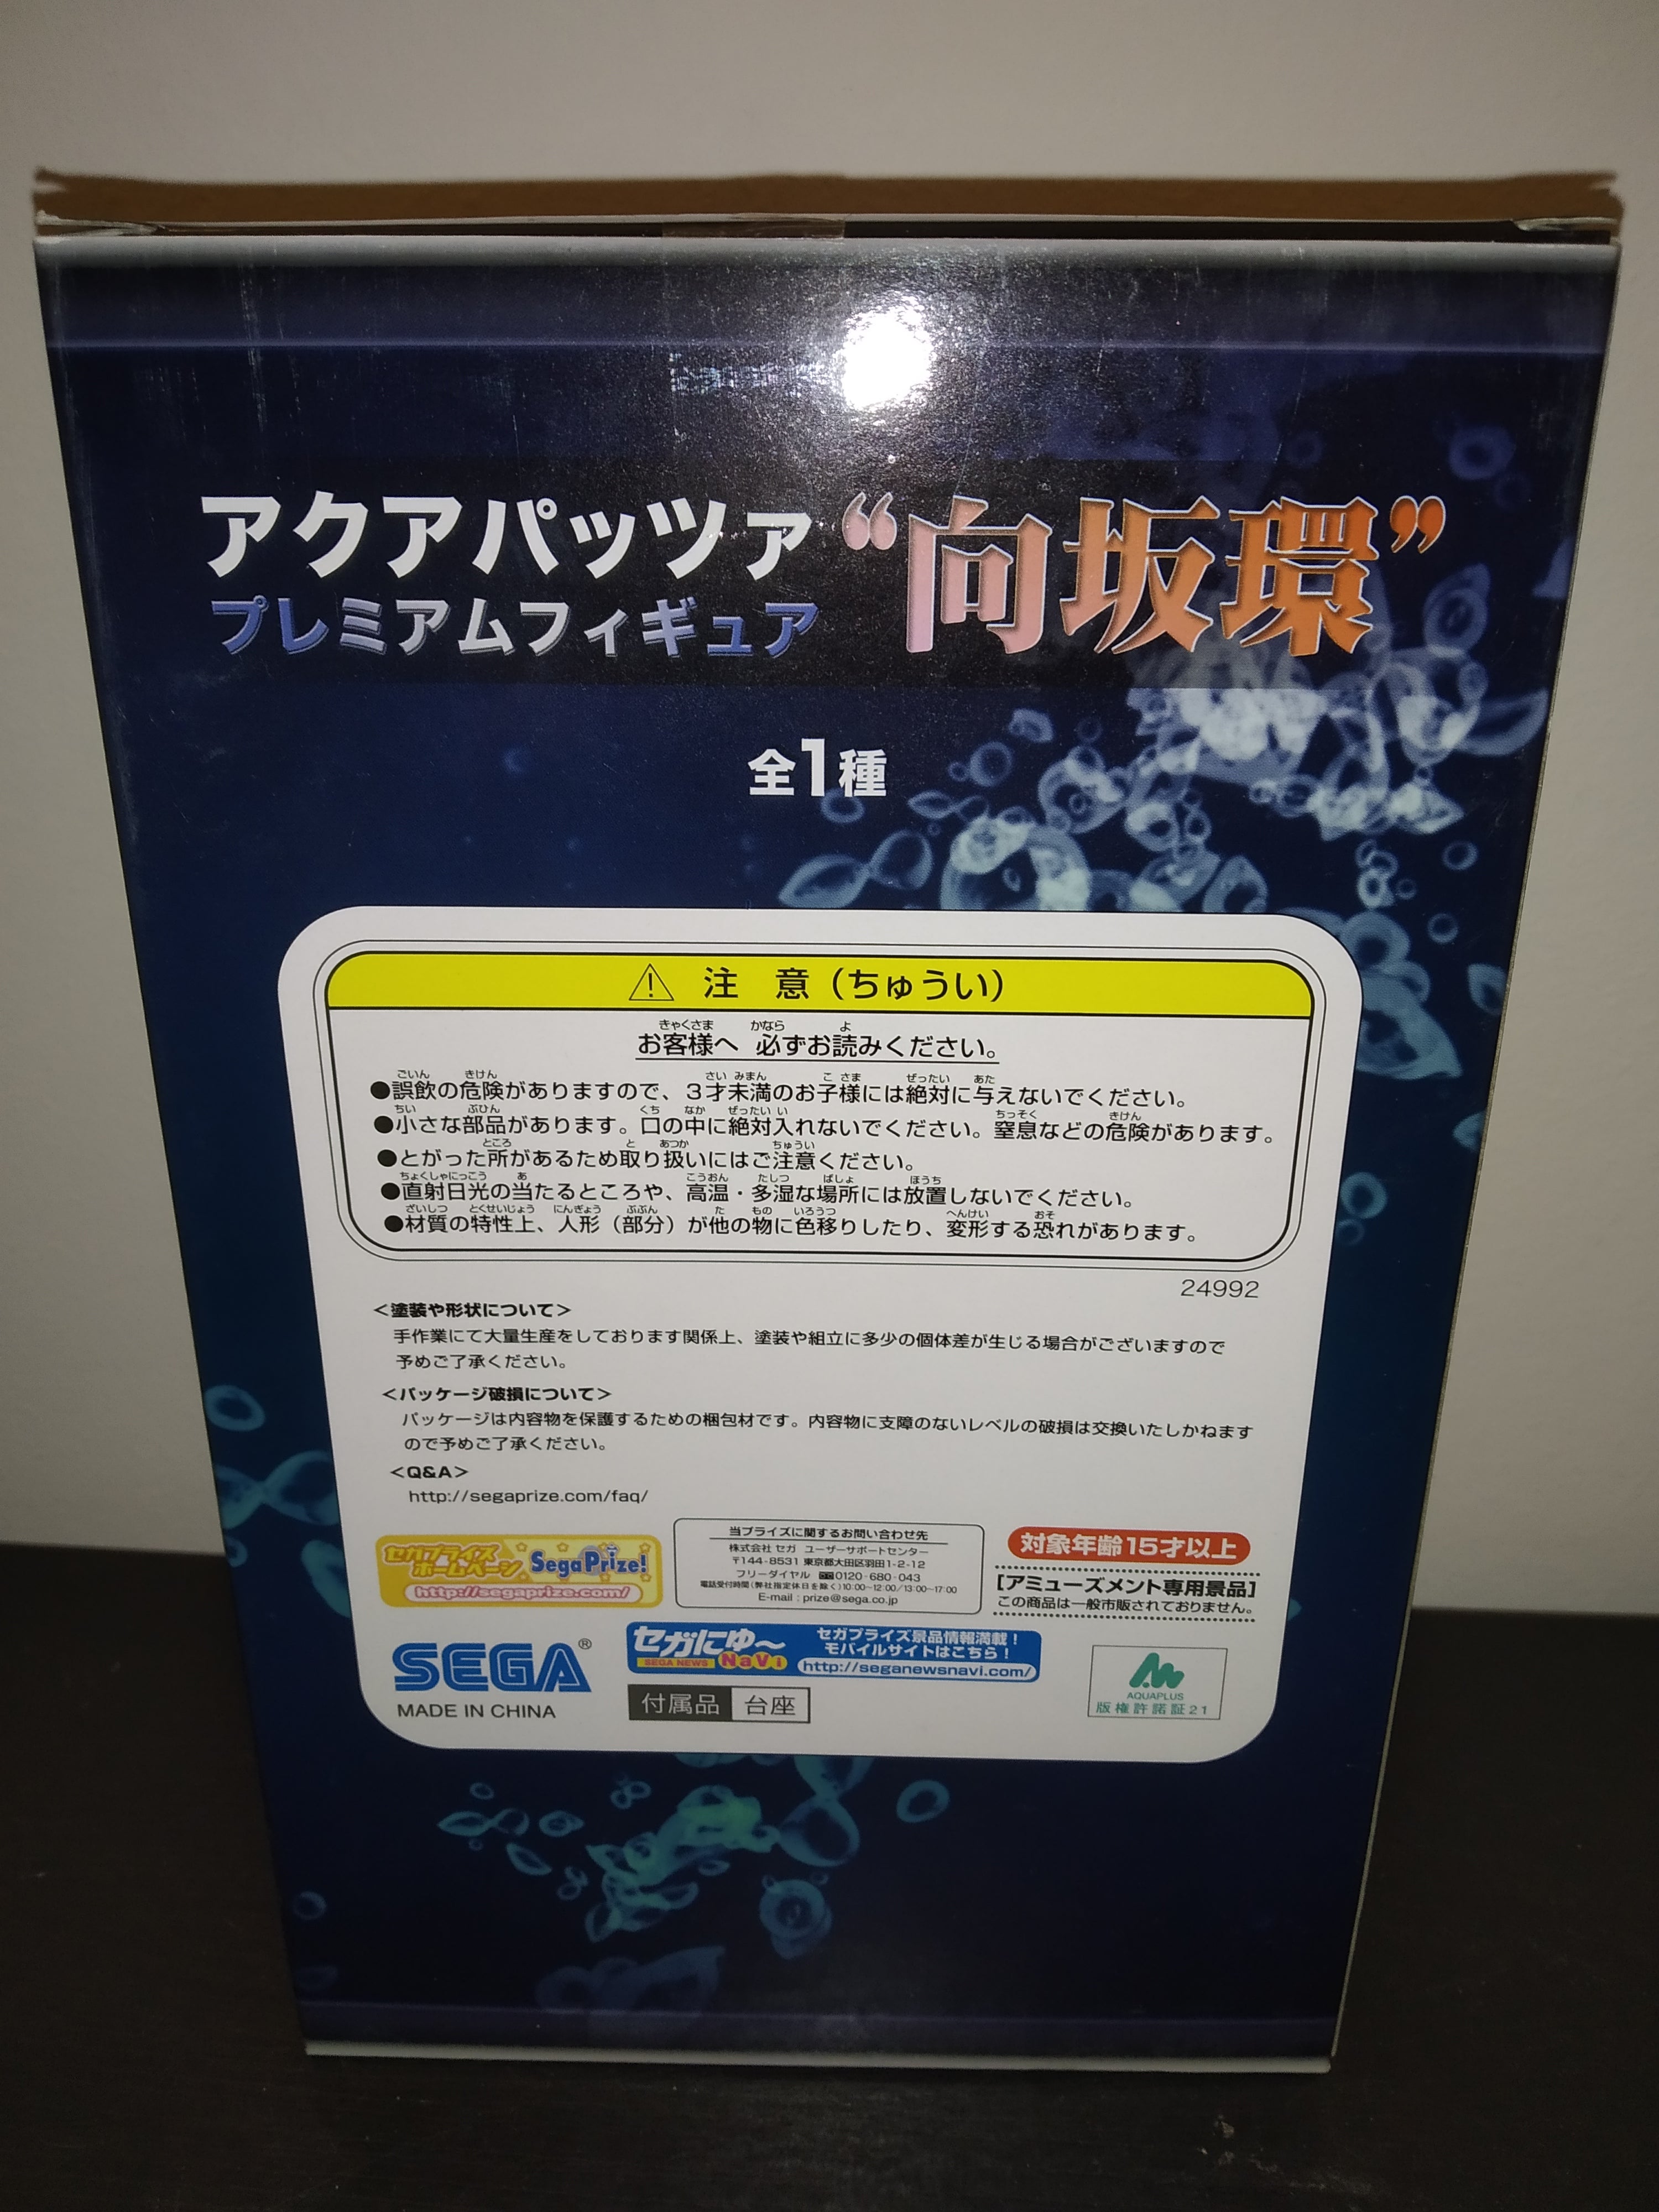 アクアパッツァ
プレミアムフィギュア
“向坂環”
全1種
注 意（ちゅうい）
お客様へ 必ずお読みください。
●誤飲の危険がありますので、3才未満のお子様には絶対に与えないでください。
●小さな部品があります。口の中に絶対入れないでください。窒息などの危険があります。
●とがった所があるため取り扱いにはご注意ください。
●直射日光の当たるところや、高温・多湿な場所には放置しないでください。
●材質の特性上、人形（部分）が他の物に色移りしたり、変形する恐れがあります。
24992
＜塗装や形状について＞
手作業にて大量生産をしております関係上、塗装や組立に多少の個体差が生じる場合がございますので
予めご了承ください。
＜パッケージ破損について＞
パッケージは内容物を保護するための梱包材です。内容物に支障のないレベルの破損は交換いたしかねます
ので予めご了承ください。
＜Q&A＞
http://segaprize.com/faq/
セガプライズ
ホームページ
SegaPrize!
http://segaprize.com/
当プライズに関するお問い合わせ先
株式会社 セガ ユーザーサポートセンター
〒144-8531 東京都大田区羽田1-2-12
フリーダイヤル 0120-680-043
電話受付時間(弊社指定休日を除く)10:00~12:00/13:00~17:00
E-mail : prize@sega.co.jp
対象年齢15才以上
[アミューズメント専用景品]
この商品は一般市販されておりません。
SEGA®
MADE IN CHINA
セガにゅ〜
SEGA NEWS NaVi
セガプライズ景品情報満載！
モバイルサイトはこちら！
http://seganewsnavi.com/
付属品 台座
AQUAPLUS
版権許諾証21